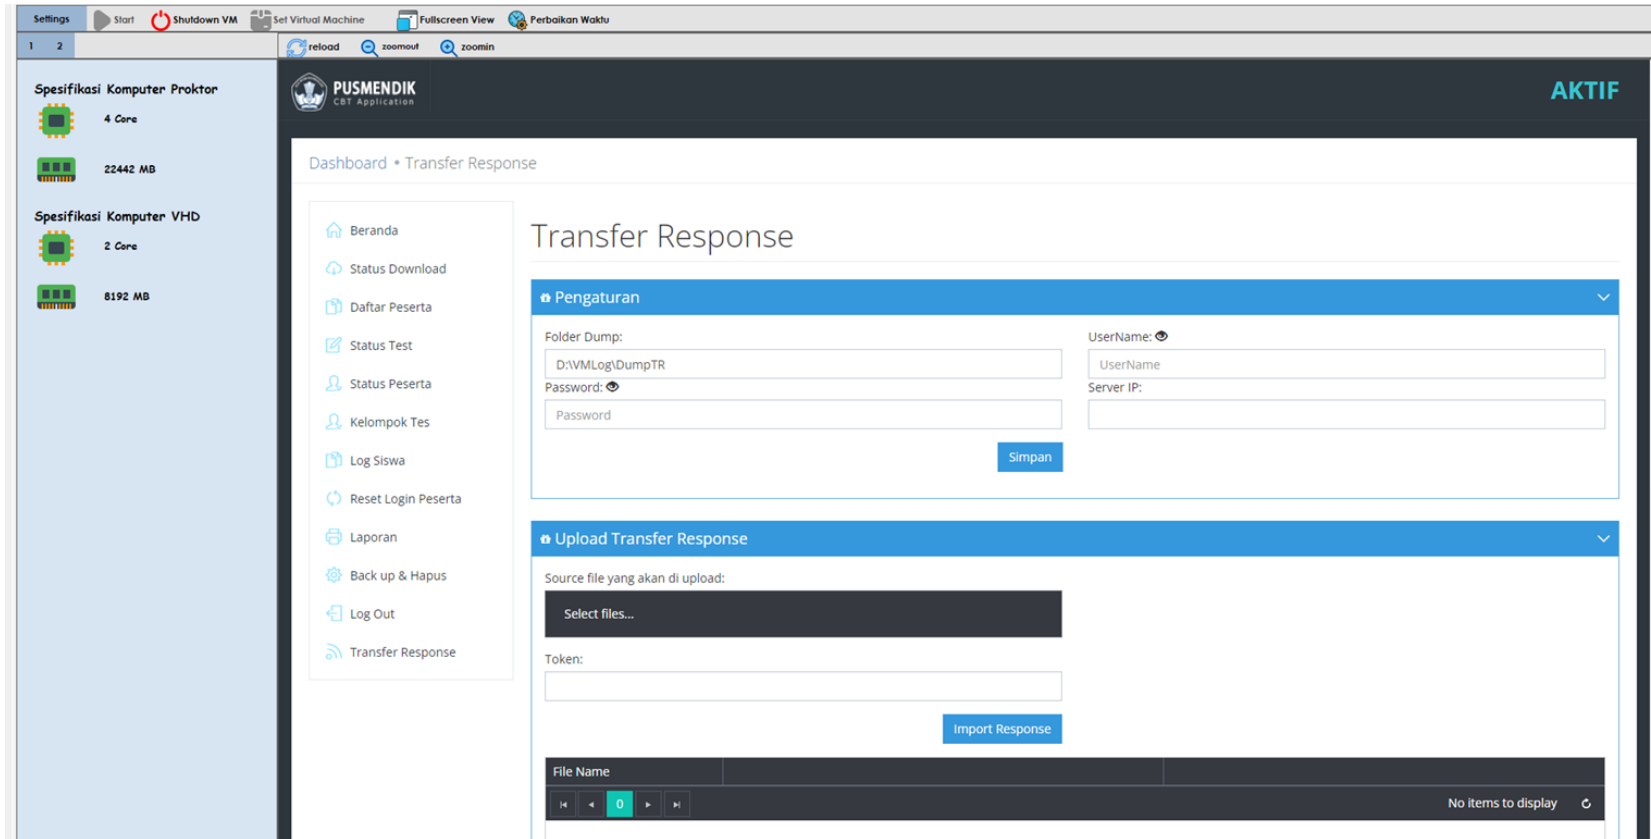 Settings Start Shutdown VM Set Virtual Machine Fullscreen View Perbaikan Waktu
1 2 reload zoomout zoomin
Spesifikasi Komputer Proktor
4 Core
22442 MB
Spesifikasi Komputer VHD
2 Core
8192 MB
PUSMENDIK
CBT Application
AKTIF
Dashboard • Transfer Response
Beranda
Status Download
Daftar Peserta
Status Test
Status Peserta
Kelompok Tes
Log Siswa
Reset Login Peserta
Laporan
Back up & Hapus
Log Out
Transfer Response
Transfer Response
Pengaturan
Folder Dump:
D:\VMLog\DumpTR
UserName:
UserName
Password:
Password
Server IP:
Simpan
Upload Transfer Response
Source file yang akan di upload:
Select files...
Token:
Import Response
File Name
0
No items to display